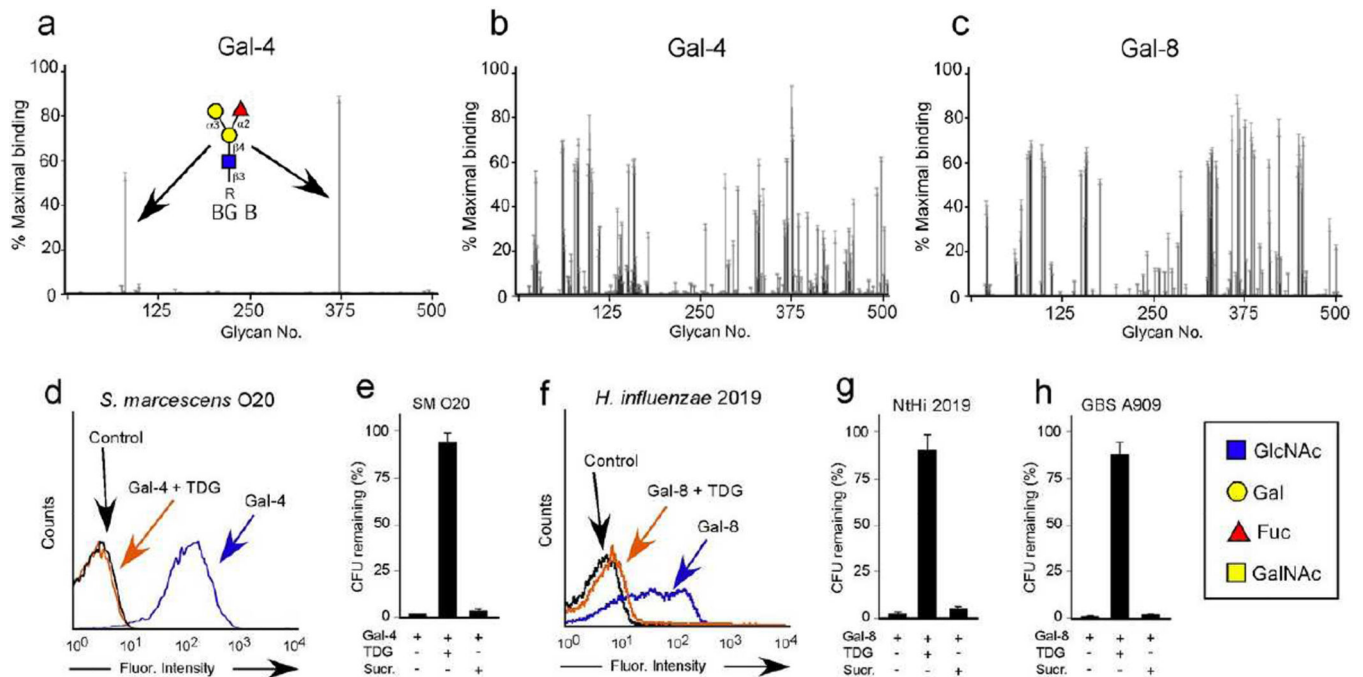 a
Gal-4
% Maximal binding
100
80
60
40
20
0
α3
α2
β4
β3
R
BG B
125
250
375
500
Glycan No.
b
Gal-4
% Maximal binding
100
80
60
40
20
0
125
250
375
500
Glycan No.
c
Gal-8
% Maximal binding
100
80
60
40
20
0
125
250
375
500
Glycan No.
d
S. marcescens O20
Counts
Control
Gal-4 + TDG
Gal-4
10⁰ 10¹ 10² 10³ 10⁴
Fluor. Intensity
e
SM O20
CFU remaining (%)
100
75
50
25
0
Gal-4 + + +
TDG - + -
Sucr. - - +
f
H. influenzae 2019
Counts
Control
Gal-8 + TDG
Gal-8
10⁰ 10¹ 10² 10³ 10⁴
Fluor. Intensity
g
NtHi 2019
CFU remaining (%)
100
75
50
25
0
Gal-8 + + +
TDG - + -
Sucr. - - +
h
GBS A909
CFU remaining (%)
100
75
50
25
0
Gal-8 + + +
TDG - + -
Sucr. - - +
GlcNAc
Gal
Fuc
GalNAc